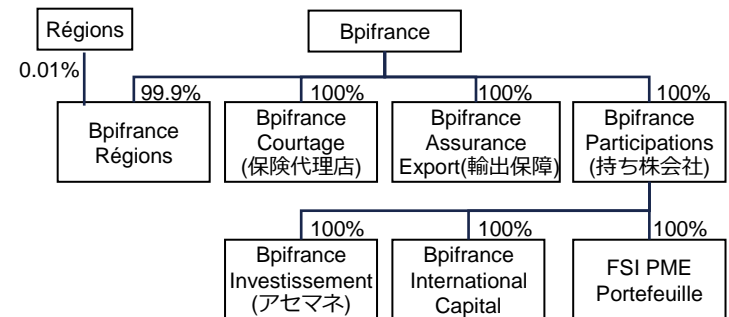 Régions
Bpifrance
0.01%
99.9%
100%
100%
100%
Bpifrance
Régions
Bpifrance
Courtage
(保険代理店)
Bpifrance
Assurance
Export(輸出保障)
Bpifrance
Participations
(持ち株会社)
100%
100%
100%
Bpifrance
Investissement
(アセマネ)
Bpifrance
International
Capital
FSI PME
Portefeuille